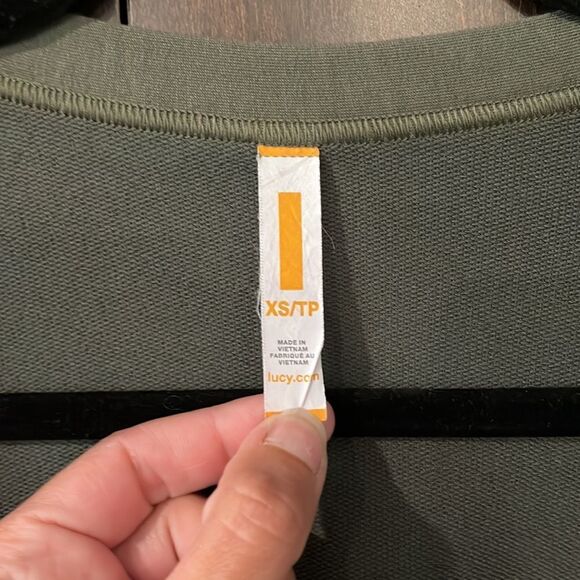 XS/TP
MADE IN
VIETNAM
FABRIQUÉ AU
VIETNAM
lucy.com